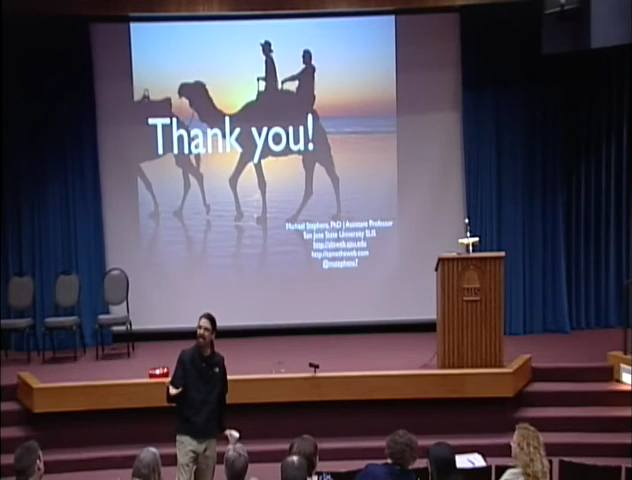 Thank you!
Michael Stephens, PhD | Assistant Professor
San Jose State University SLIS
http://tametheweb.com
@mstephens7